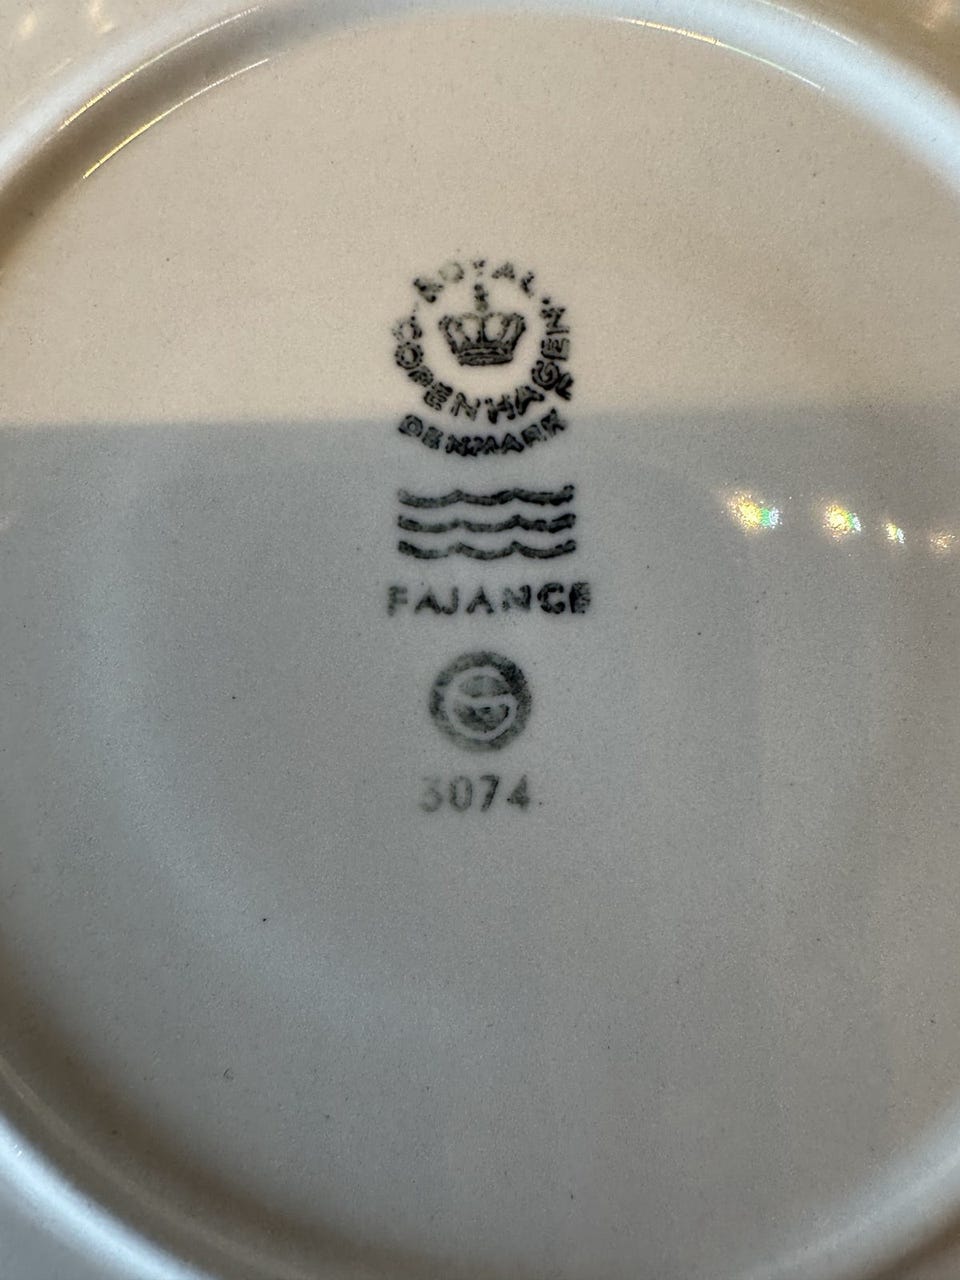 ROYAL COPENHAGEN
DENMARK
FAJANCE
3074